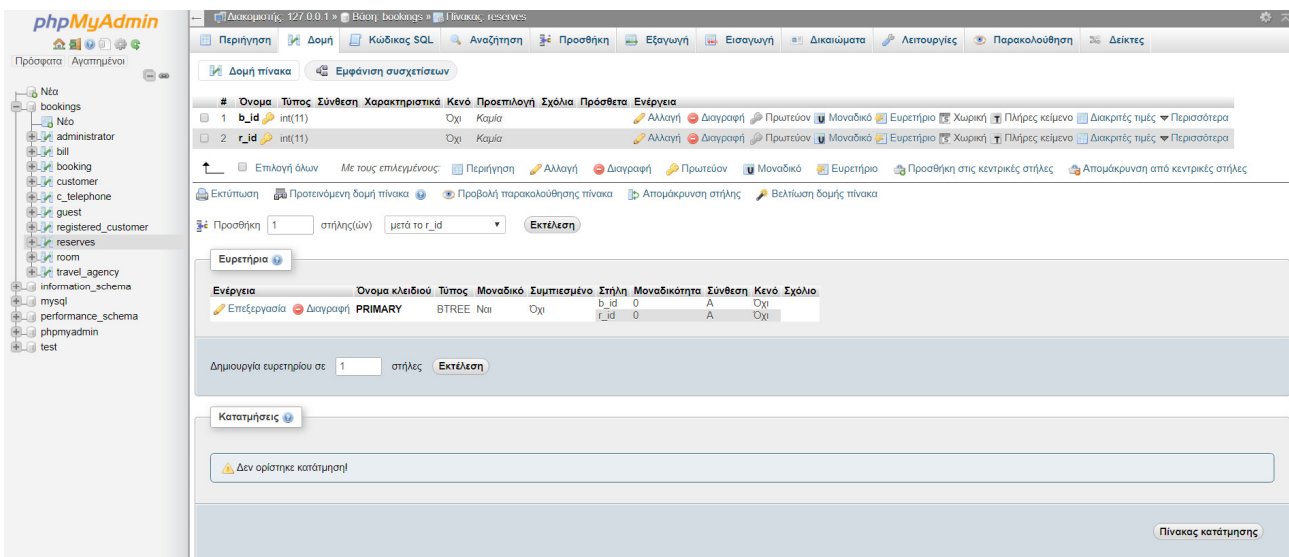 phpMyAdmin
Πρόσφατα Αγαπημένοι
Νέα
bookings
Νέο
administrator
bill
booking
customer
c_telephone
guest
registered_customer
reserves
room
travel_agency
information_schema
mysql
performance_schema
phpmyadmin
test
Διακομιστής: 127.0.0.1 » Βάση: bookings » Πίνακας: reserves
Περιήγηση Δομή Κώδικας SQL Αναζήτηση Προσθήκη Εξαγωγή Εισαγωγή Δικαιώματα Λειτουργίες Παρακολούθηση Δείκτες
Δομή πίνακα Εμφάνιση συσχετίσεων
# Όνομα Τύπος Σύνθεση Χαρακτηριστικά Κενό Προεπιλογή Σχόλια Πρόσθετα Ενέργεια
1 b_id int(11) Όχι Καμία Αλλαγή Διαγραφή Πρωτεύον Μοναδικό Ευρετήριο Χωρική Πλήρες κείμενο Διακριτές τιμές Περισσότερα
2 r_id int(11) Όχι Καμία Αλλαγή Διαγραφή Πρωτεύον Μοναδικό Ευρετήριο Χωρική Πλήρες κείμενο Διακριτές τιμές Περισσότερα
Επιλογή όλων Με τους επιλεγμένους: Περιήγηση Αλλαγή Διαγραφή Πρωτεύον Μοναδικό Ευρετήριο Προσθήκη στις κεντρικές στήλες Απομάκρυνση από κεντρικές στήλες
Εκτύπωση Προτεινόμενη δομή πίνακα Προβολή παρακολούθησης πίνακα Απομάκρυνση στήλης Βελτίωση δομής πίνακα
Προσθήκη 1 στήλης(ών) μετά το r_id Εκτέλεση
Ευρετήρια
Ενέργεια Όνομα κλειδιού Τύπος Μοναδικό Συμπιεσμένο Στήλη Μοναδικότητα Σύνθεση Κενό Σχόλιο
Επεξεργασία Διαγραφή PRIMARY BTREE Ναι Όχι b_id 0 A Όχι
r_id 0 A Όχι
Δημιουργία ευρετηρίου σε 1 στήλες Εκτέλεση
Κατατμήσεις
Δεν ορίστηκε κατάτμηση!
Πίνακας κατάτμησης